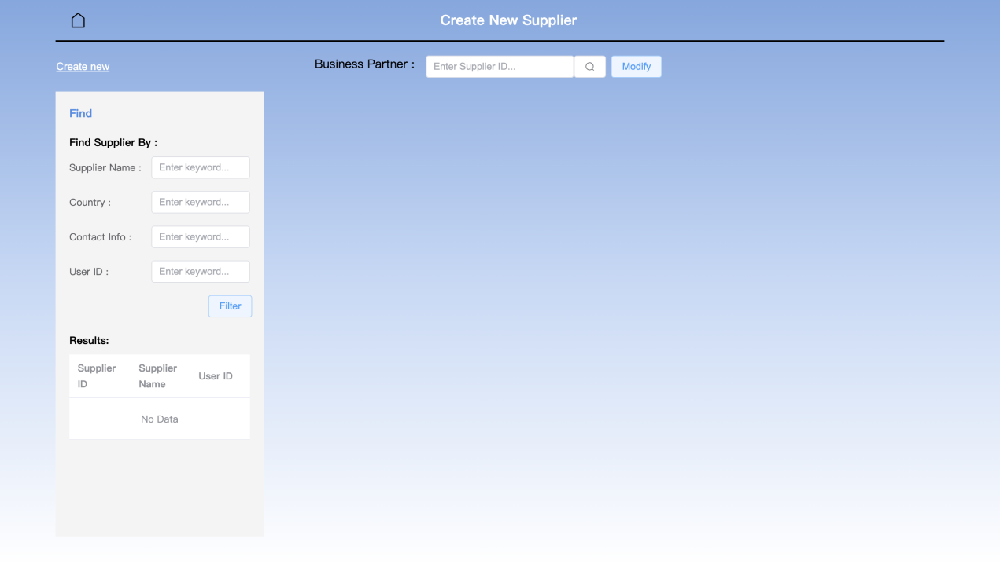 Create New Supplier
Create new
Business Partner :
Enter Supplier ID...
Modify
Find
Find Supplier By :
Supplier Name :
Enter keyword...
Country :
Enter keyword...
Contact Info :
Enter keyword...
User ID :
Enter keyword...
Filter
Results:
Supplier ID
Supplier Name
User ID
No Data